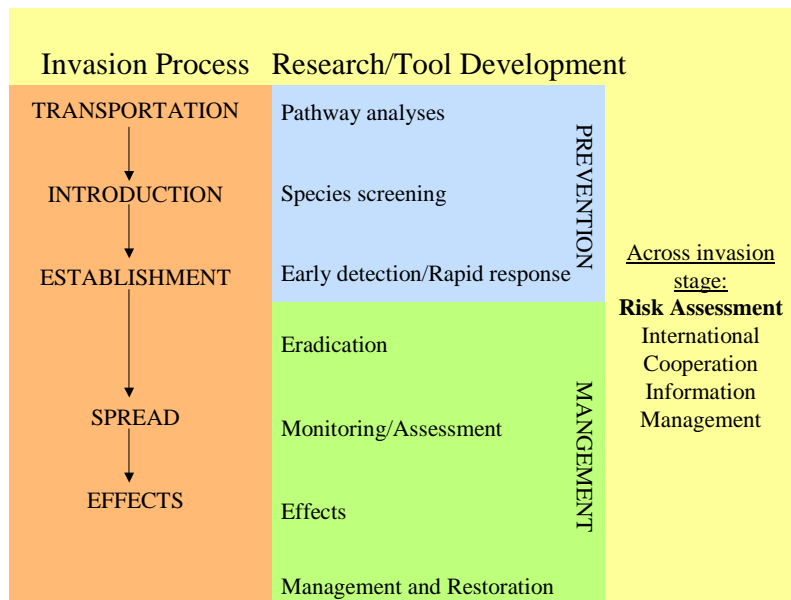 Invasion Process Research/Tool Development
TRANSPORTATION
INTRODUCTION
ESTABLISHMENT
SPREAD
EFFECTS
Pathway analyses
Species screening
Early detection/Rapid response
PREVENTION
Eradication
Monitoring/Assessment
Effects
Management and Restoration
MANGEMENT
Across invasion
stage:
Risk Assessment
International
Cooperation
Information
Management